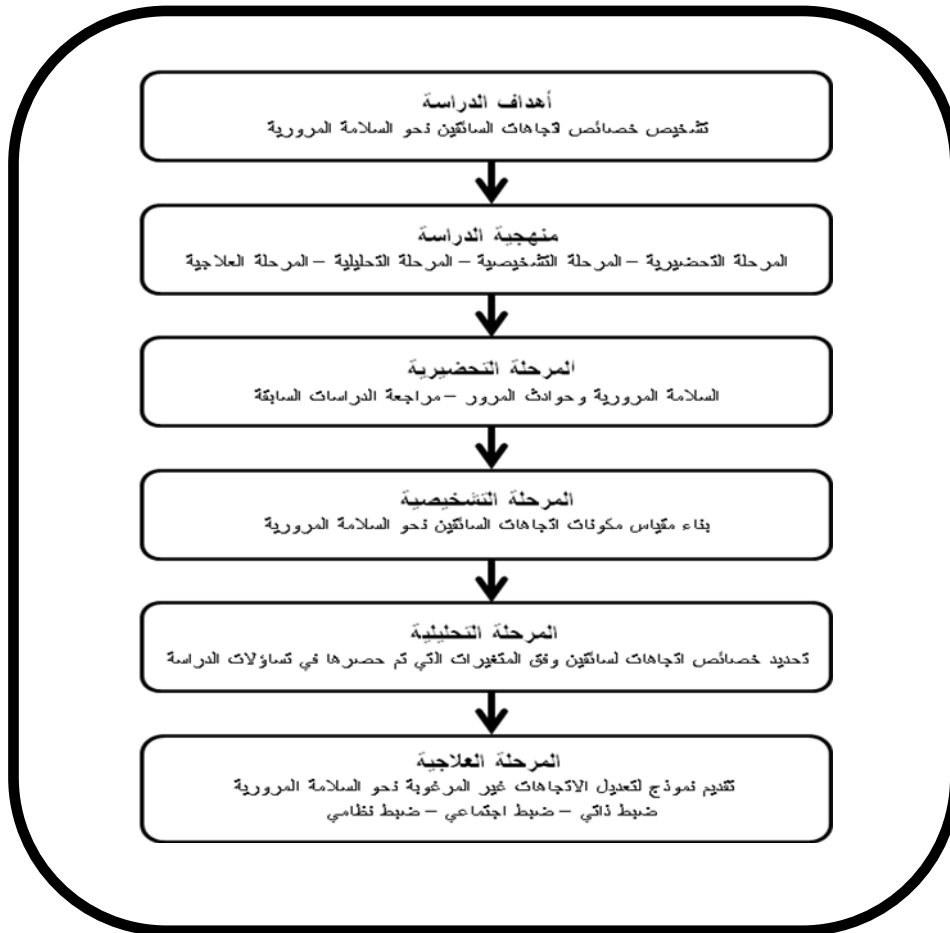 أهداف الدراسة
تشخيص خصائص اتجاهات السائقين نحو السلامة المرورية
منهجية الدراسة
المرحلة التحضيرية – المرحلة التشخيصية – المرحلة التحليلية – المرحلة العلاجية
المرحلة التحضيرية
السلامة المرورية وحوادث المرور – مراجعة الدراسات السابقة
المرحلة التشخيصية
بناء مقياس مكونات اتجاهات السائقين نحو السلامة المرورية
المرحلة التحليلية
تحديد خصائص اتجاهات لسائقين وفق المتغيرات التي تم حصرها في تساؤلات الدراسة
المرحلة العلاجية
تقديم نموذج لتعديل الاتجاهات غير المرغوبة نحو السلامة المرورية
ضبط ذاتي – ضبط اجتماعي – ضبط نظامي